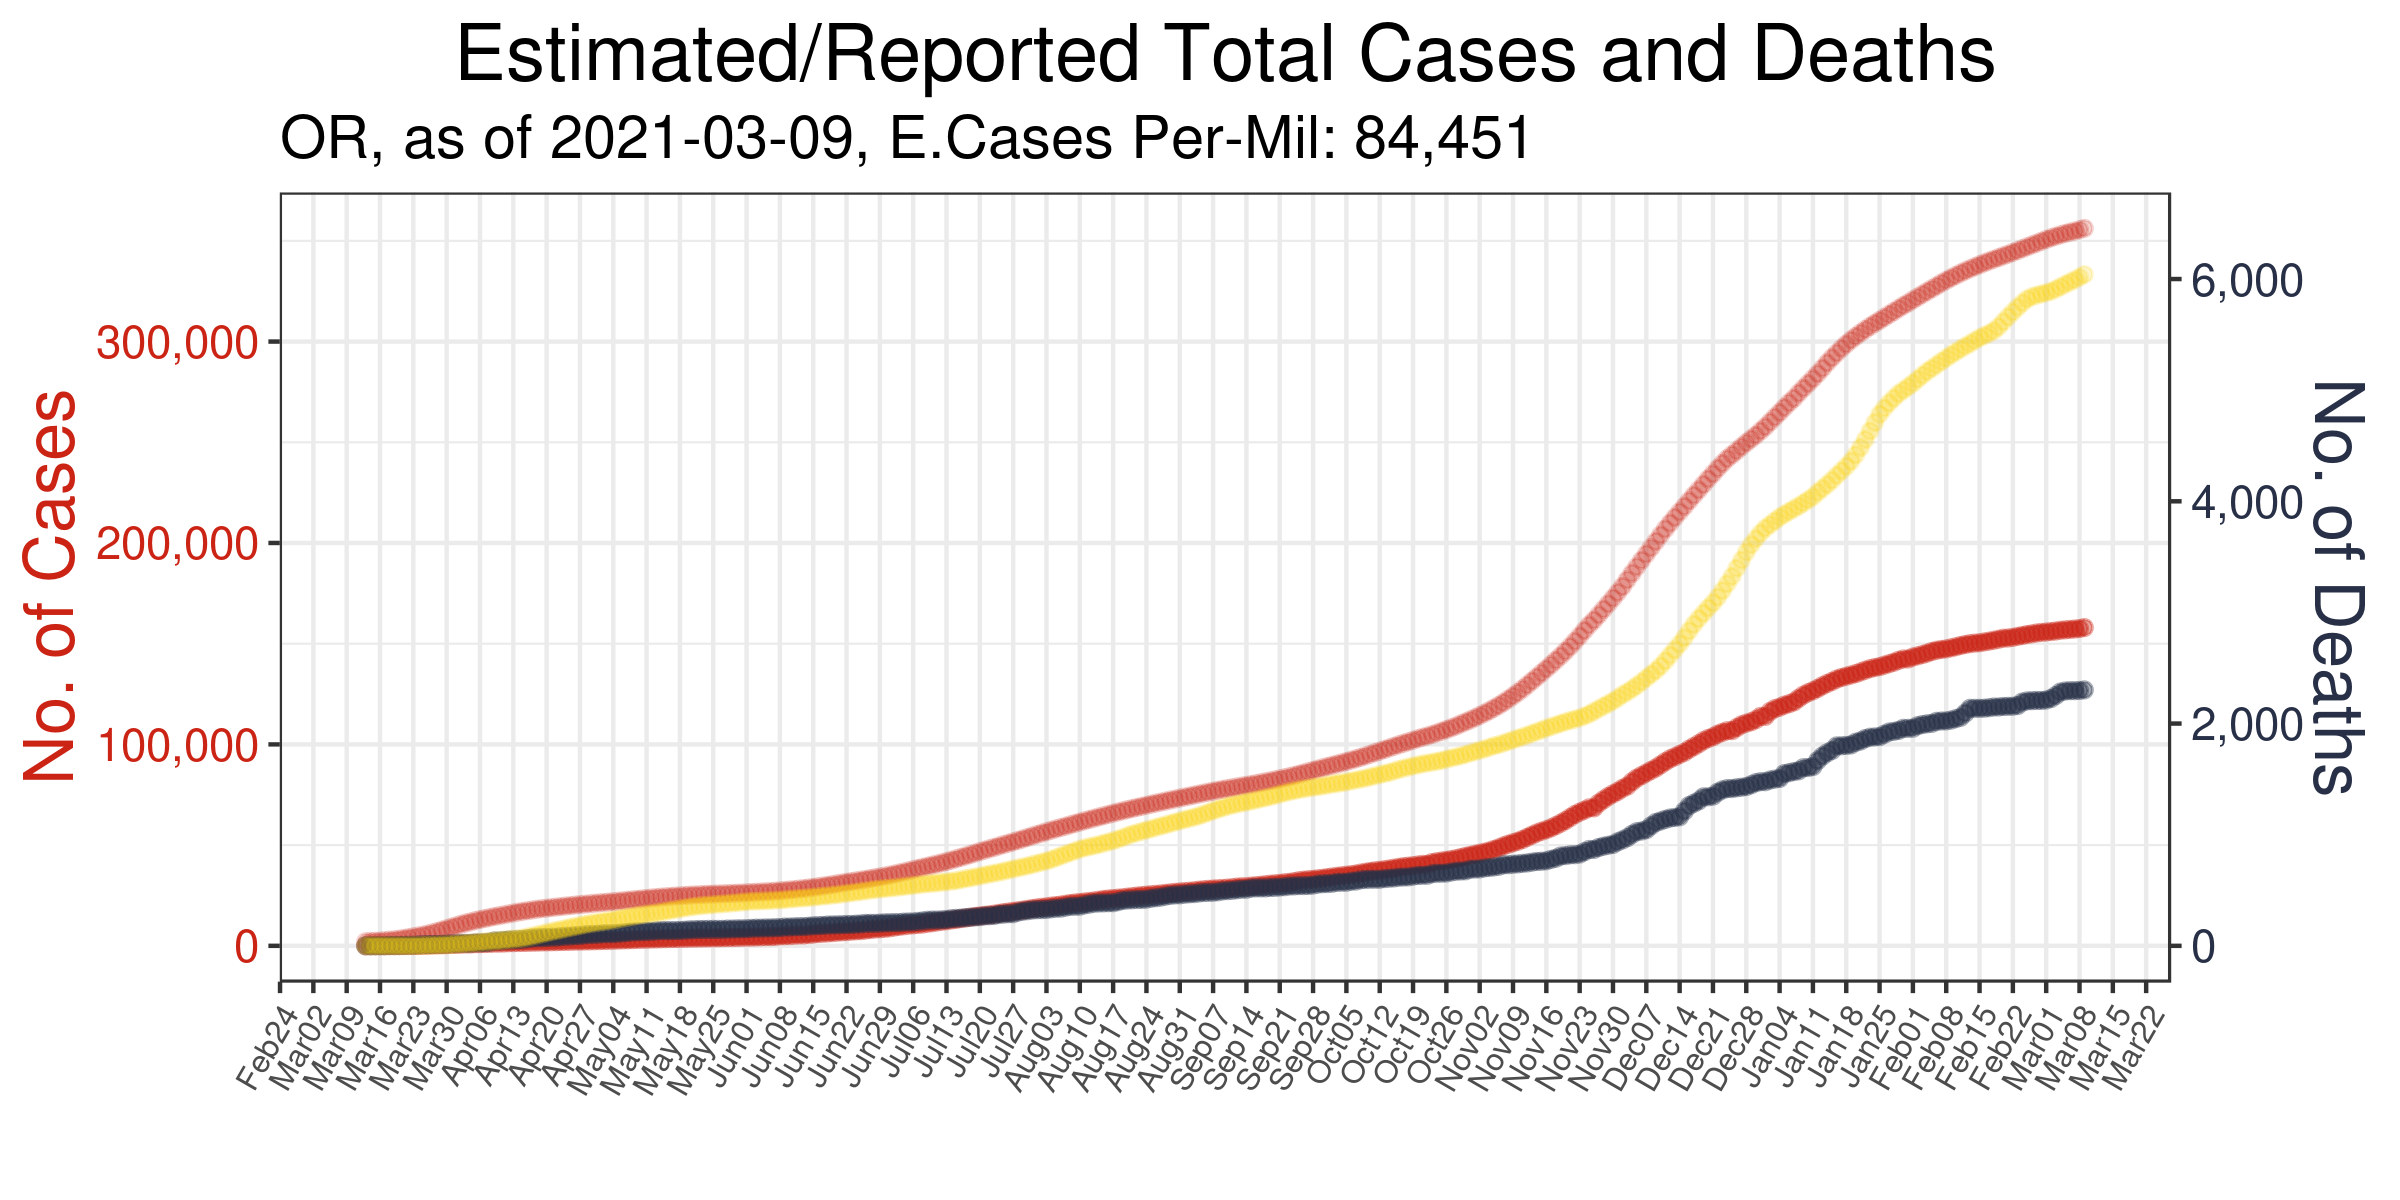 Estimated/Reported Total Cases and Deaths
OR, as of 2021-03-09, E.Cases Per-Mil: 84,451
No. of Cases
300,000
200,000
100,000
0
6,000
4,000
2,000
0
No. of Deaths
Feb24
Mar02
Mar09
Mar16
Mar23
Mar30
Apr06
Apr13
Apr20
Apr27
May04
May11
May18
May25
Jun01
Jun08
Jun15
Jun22
Jun29
Jul06
Jul13
Jul20
Jul27
Aug03
Aug10
Aug17
Aug24
Aug31
Sep07
Sep14
Sep21
Sep28
Oct05
Oct12
Oct19
Oct26
Nov02
Nov09
Nov16
Nov23
Nov30
Dec07
Dec14
Dec21
Dec28
Jan04
Jan11
Jan18
Jan25
Feb01
Feb08
Feb15
Feb22
Mar01
Mar08
Mar15
Mar22